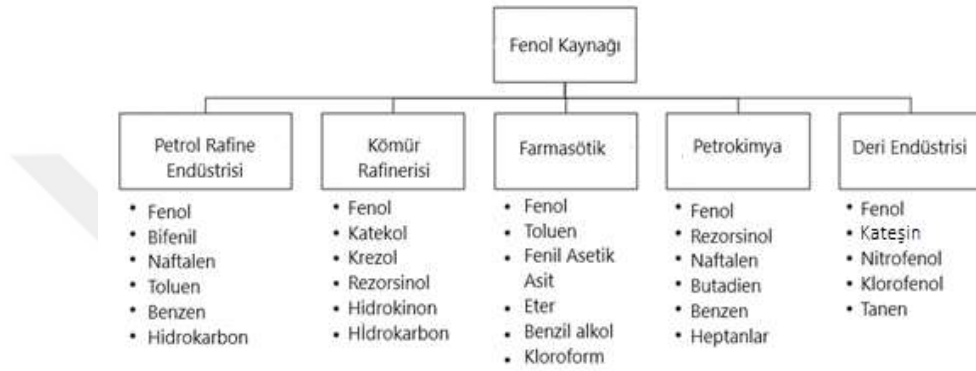 Fenol Kaynağı
Petrol Rafine
Endüstrisi
• Fenol
• Bifenil
• Naftalen
• Toluen
• Benzen
• Hidrokarbon
Kömür
Rafinerisi
• Fenol
• Katekol
• Krezol
• Rezorsinol
• Hidrokinon
• Hİdrokarbon
Farmasötik
• Fenol
• Toluen
• Fenil Asetik
Asit
• Eter
• Benzil alkol
• Kloroform
Petrokimya
• Fenol
• Rezorsinol
• Naftalen
• Butadien
• Benzen
• Heptanlar
Deri Endüstrisi
• Fenol
• Kateşin
• Nitrofenol
• Klorofenol
• Tanen